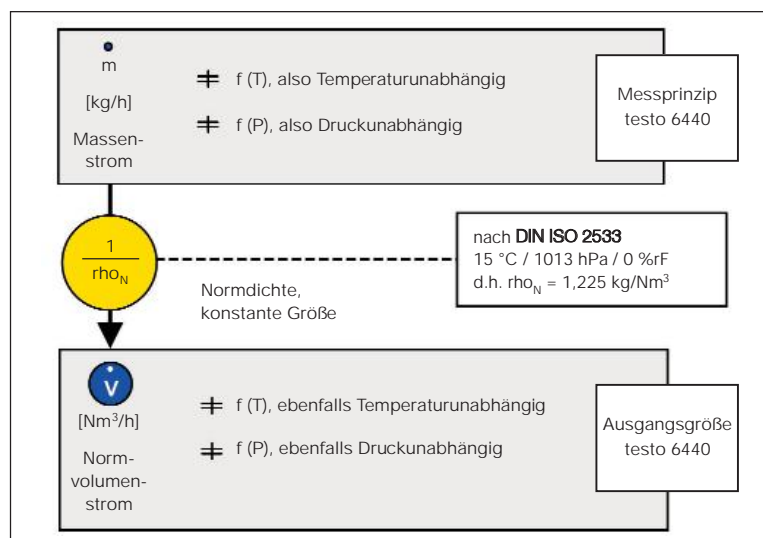 ṁ
[kg/h]
Massen-
strom
≠ f (T), also Temperaturunabhängig
≠ f (P), also Druckunabhängig
Messprinzip
testo 6440
1
rho_N
nach DIN ISO 2533
15 °C / 1013 hPa / 0 %rF
d.h. rho_N = 1,225 kg/Nm³
Normdichte,
konstante Größe
V̇
[Nm³/h]
Norm-
volumen-
strom
≠ f (T), ebenfalls Temperaturunabhängig
≠ f (P), ebenfalls Druckunabhängig
Ausgangsgröße
testo 6440